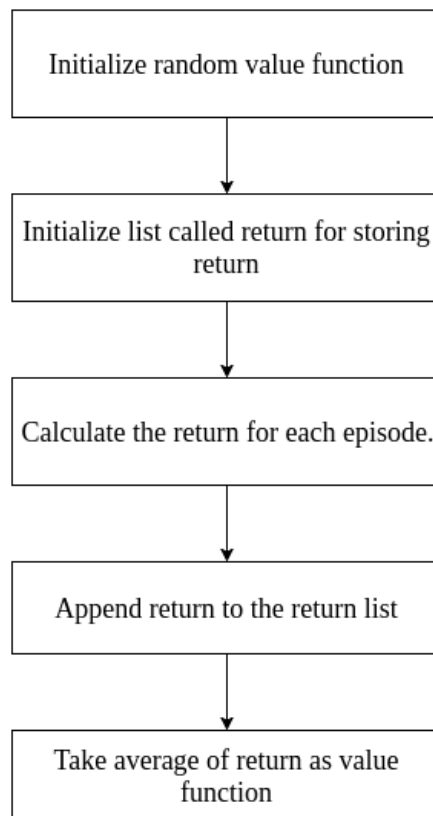 Initialize random value function
Initialize list called return for storing
return
Calculate the return for each episode.
Append return to the return list
Take average of return as value
function